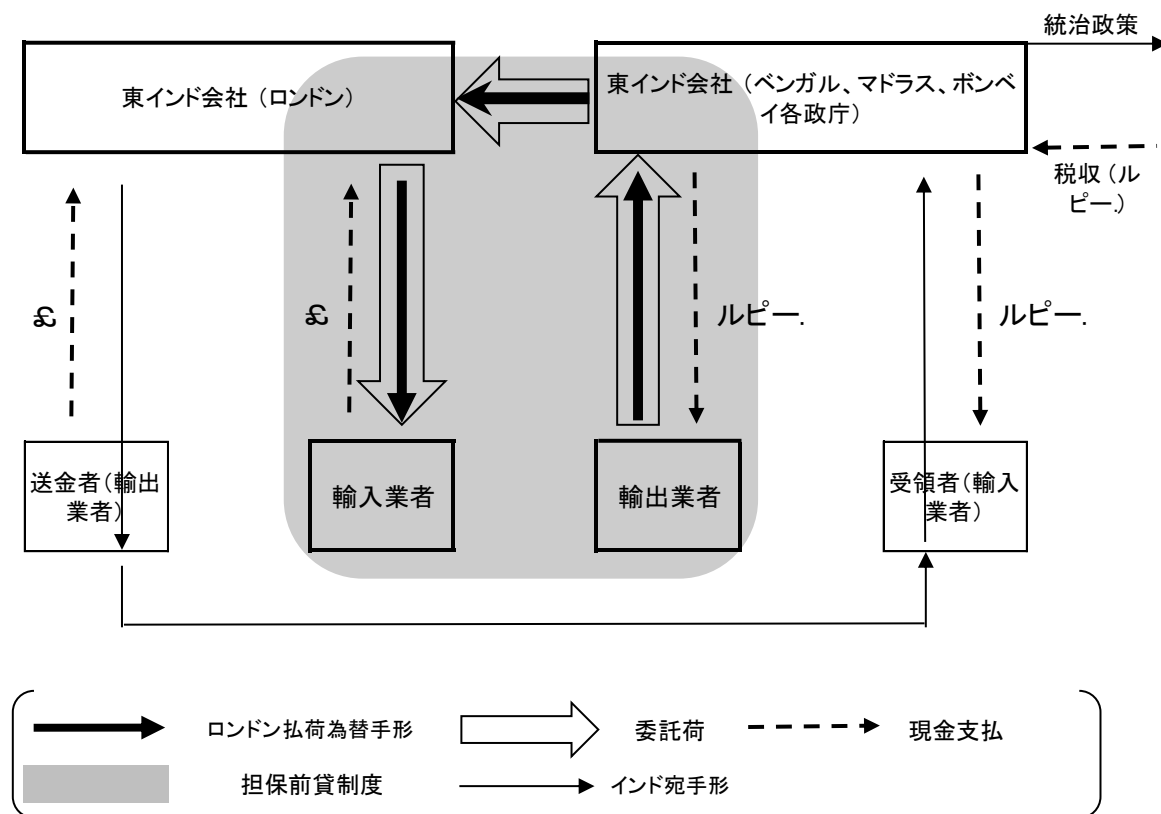 統治政策
東インド会社（ロンドン）
東インド会社（ベンガル、マドラス、ボンベ
イ各政庁）
税収（ル
ピー.）
£
£
ルピー.
ルピー.
送金者（輸出
業者）
輸入業者
輸出業者
受領者（輸入
業者）
ロンドン払荷為替手形
委託荷
現金支払
担保前貸制度
インド宛手形